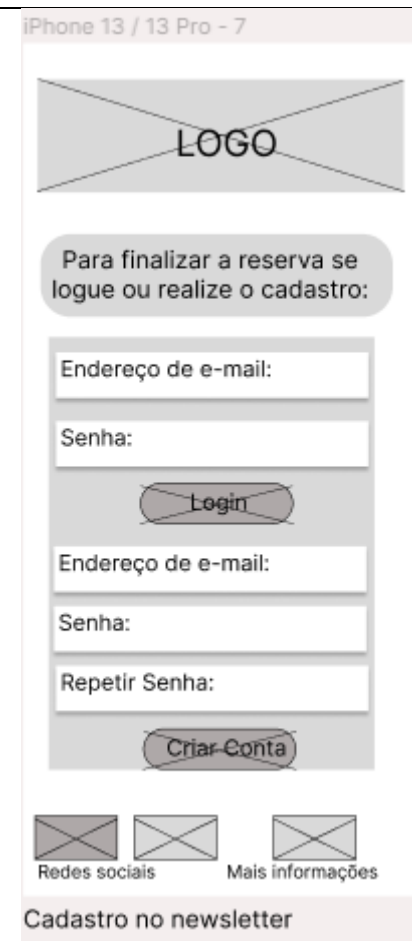 iPhone 13 / 13 Pro - 7
LOGO
Para finalizar a reserva se
logue ou realize o cadastro:
Endereço de e-mail:
Senha:
Login
Endereço de e-mail:
Senha:
Repetir Senha:
Criar Conta
Redes sociais Mais informações
Cadastro no newsletter